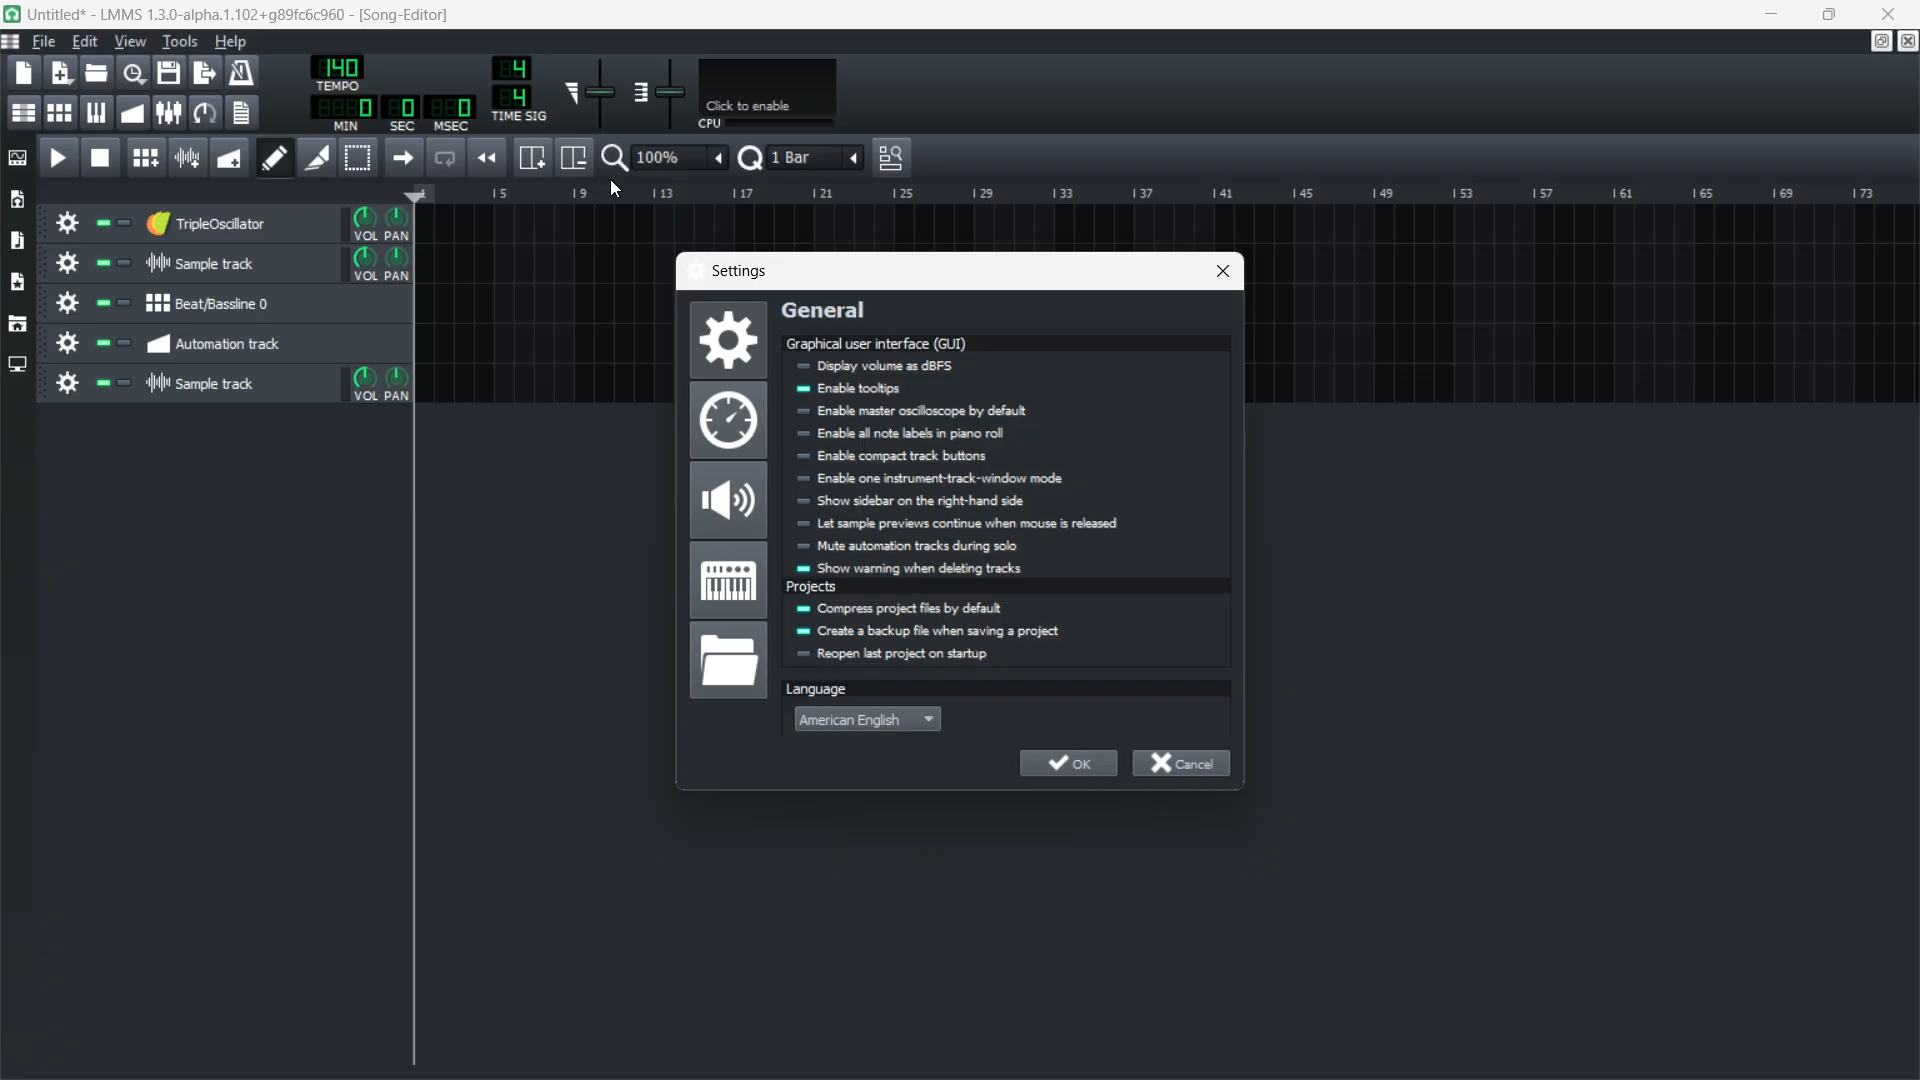 Untitled* - LMMS 1.3.0-alpha.1.102+g89fc6c960 - [Song-Editor]
File Edit View Tools Help
140
TEMPO
0 0 0
MIN SEC MSEC
4
4
TIME SIG
Click to enable
CPU
100% 1 Bar
1 5 9 13 17 21 25 29 33 37 41 45 49 53 57 61 65 69 73
TripleOscillator VOL PAN
Sample track VOL PAN
Beat/Bassline 0
Automation track
Sample track VOL PAN
Settings
General
Graphical user interface (GUI)
Display volume as dBFS
Enable tooltips
Enable master oscilloscope by default
Enable all note labels in piano roll
Enable compact track buttons
Enable one instrument-track-window mode
Show sidebar on the right-hand side
Let sample previews continue when mouse is released
Mute automation tracks during solo
Show warning when deleting tracks
Projects
Compress project files by default
Create a backup file when saving a project
Reopen last project on startup
Language
American English
OK Cancel